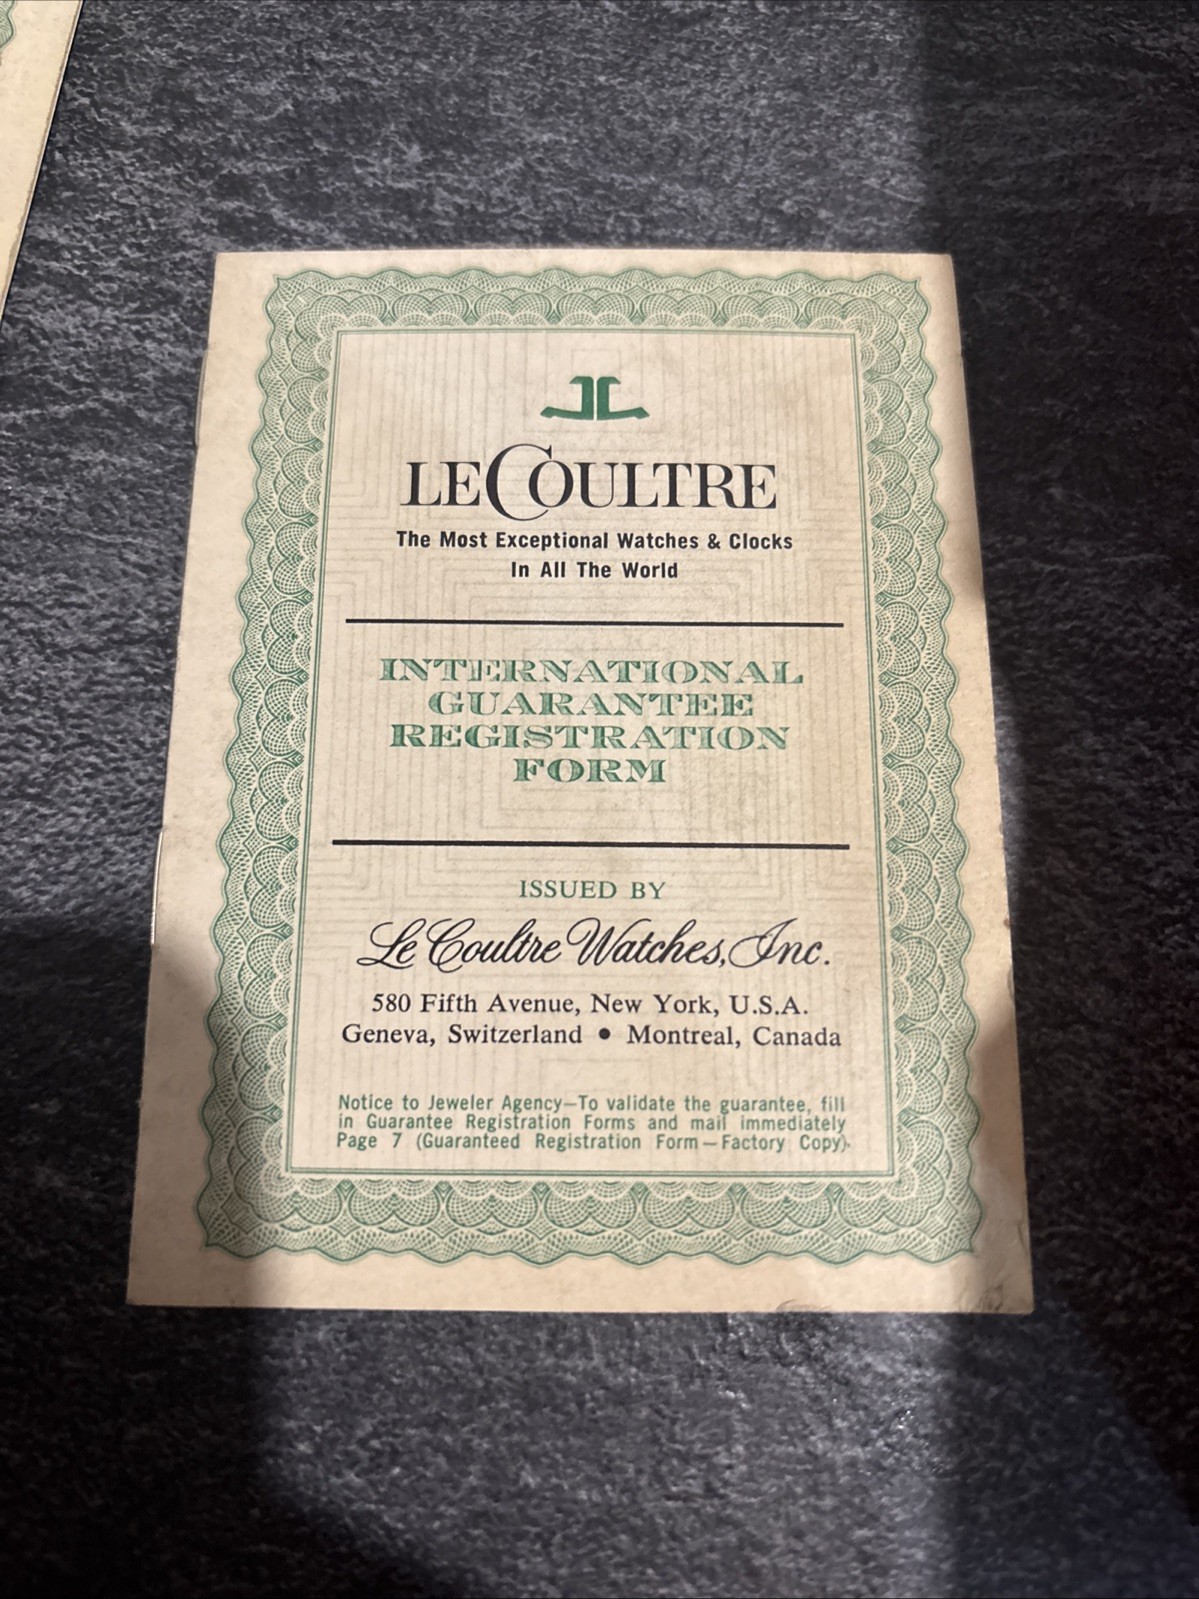 JL
LECOULTRE
The Most Exceptional Watches & Clocks
In All The World
INTERNATIONAL
GUARANTEE
REGISTRATION
FORM
ISSUED BY
Le Coultre Watches, Inc.
580 Fifth Avenue, New York, U.S.A.
Geneva, Switzerland • Montreal, Canada
Notice to Jeweler Agency—To validate the guarantee, fill
in Guarantee Registration Forms and mail immediately
Page 7 (Guaranteed Registration Form—Factory Copy).